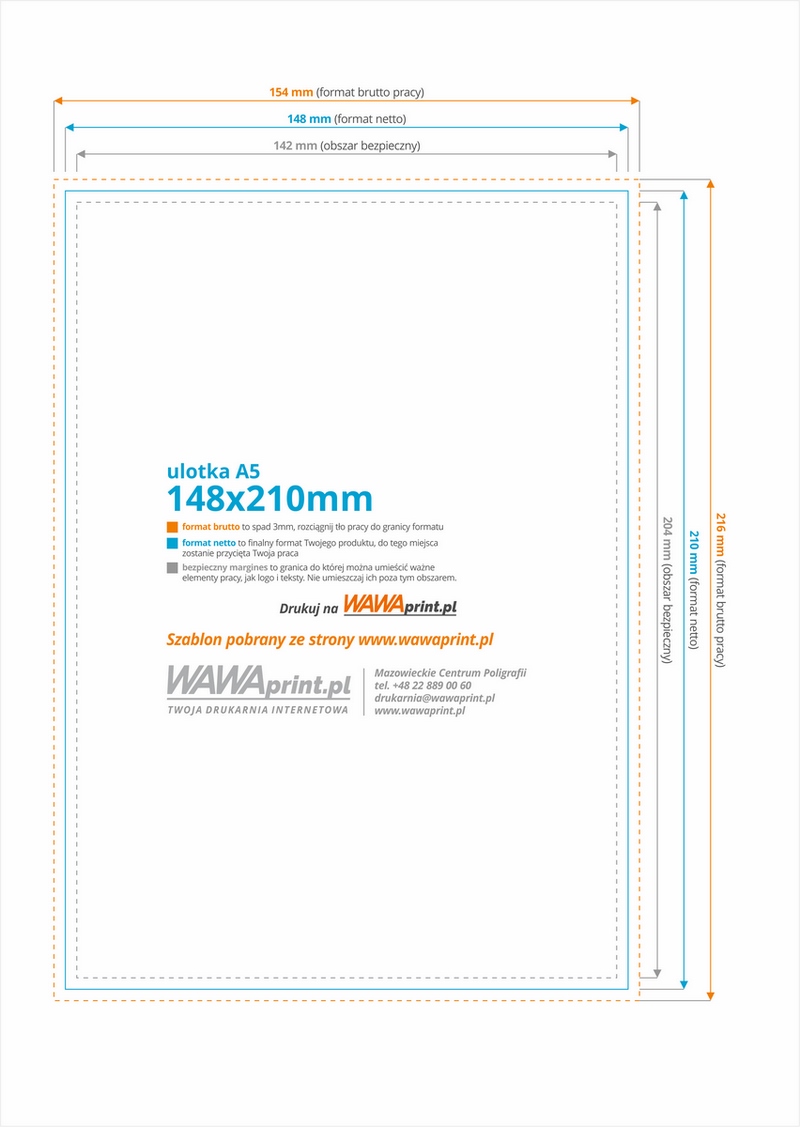 154 mm (format brutto pracy)
148 mm (format netto)
142 mm (obszar bezpieczny)
ulotka A5
148x210mm
format brutto to spad 3mm, rozciągnij tło pracy do granicy formatu
format netto to finalny format Twojego produktu, do tego miejsca
zostanie przycięta Twoja praca
bezpieczny margines to granica do której można umieścić ważne
elementy pracy, jak logo i teksty. Nie umieszczaj ich poza tym obszarem.
Drukuj na WAWAprint.pl
Szablon pobrany ze strony www.wawaprint.pl
WAWAprint.pl
TWOJA DRUKARNIA INTERNETOWA
Mazowieckie Centrum Poligrafii
tel. +48 22 889 00 60
drukarnia@wawaprint.pl
www.wawaprint.pl
204 mm (obszar bezpieczny)
210 mm (format netto)
216 mm (format brutto pracy)